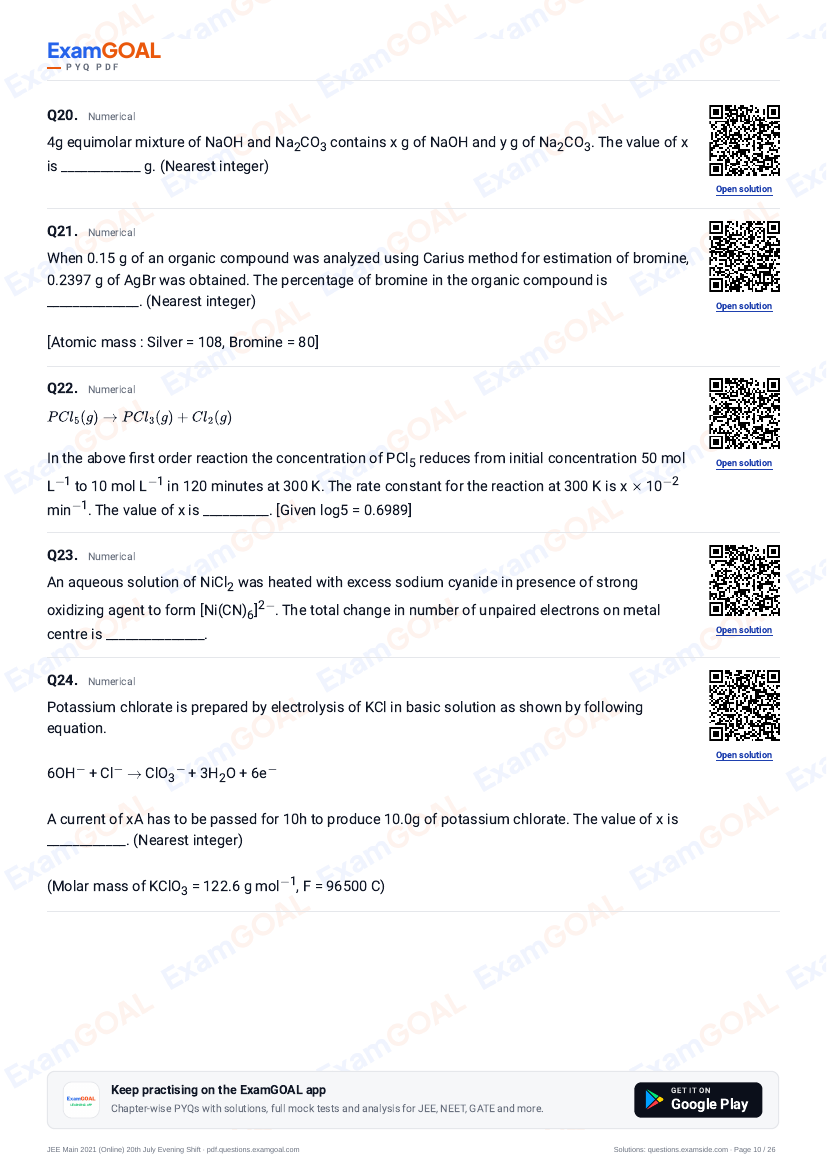 ExamGOAL
PYQ PDF
Q20. Numerical
4g equimolar mixture of NaOH and Na₂CO₃ contains x g of NaOH and y g of Na₂CO₃. The value of x
is ____________ g. (Nearest integer)
Open solution
Q21. Numerical
When 0.15 g of an organic compound was analyzed using Carius method for estimation of bromine,
0.2397 g of AgBr was obtained. The percentage of bromine in the organic compound is
______________. (Nearest integer)
[Atomic mass : Silver = 108, Bromine = 80]
Open solution
Q22. Numerical
PCl₅(g) → PCl₃(g) + Cl₂(g)
In the above first order reaction the concentration of PCl₅ reduces from initial concentration 50 mol
L⁻¹ to 10 mol L⁻¹ in 120 minutes at 300 K. The rate constant for the reaction at 300 K is x × 10⁻²
min⁻¹. The value of x is __________. [Given log5 = 0.6989]
Open solution
Q23. Numerical
An aqueous solution of NiCl₂ was heated with excess sodium cyanide in presence of strong
oxidizing agent to form [Ni(CN)₆]²⁻. The total change in number of unpaired electrons on metal
centre is _______________.
Open solution
Q24. Numerical
Potassium chlorate is prepared by electrolysis of KCl in basic solution as shown by following
equation.
6OH⁻ + Cl⁻ → ClO₃⁻ + 3H₂O + 6e⁻
A current of xA has to be passed for 10h to produce 10.0g of potassium chlorate. The value of x is
____________. (Nearest integer)
(Molar mass of KClO₃ = 122.6 g mol⁻¹, F = 96500 C)
Open solution
ExamGOAL
Keep practising on the ExamGOAL app
Chapter-wise PYQs with solutions, full mock tests and analysis for JEE, NEET, GATE and more.
GET IT ON
Google Play
JEE Main 2021 (Online) 20th July Evening Shift · pdf.questions.examgoal.com
Solutions: questions.examside.com · Page 10 / 26